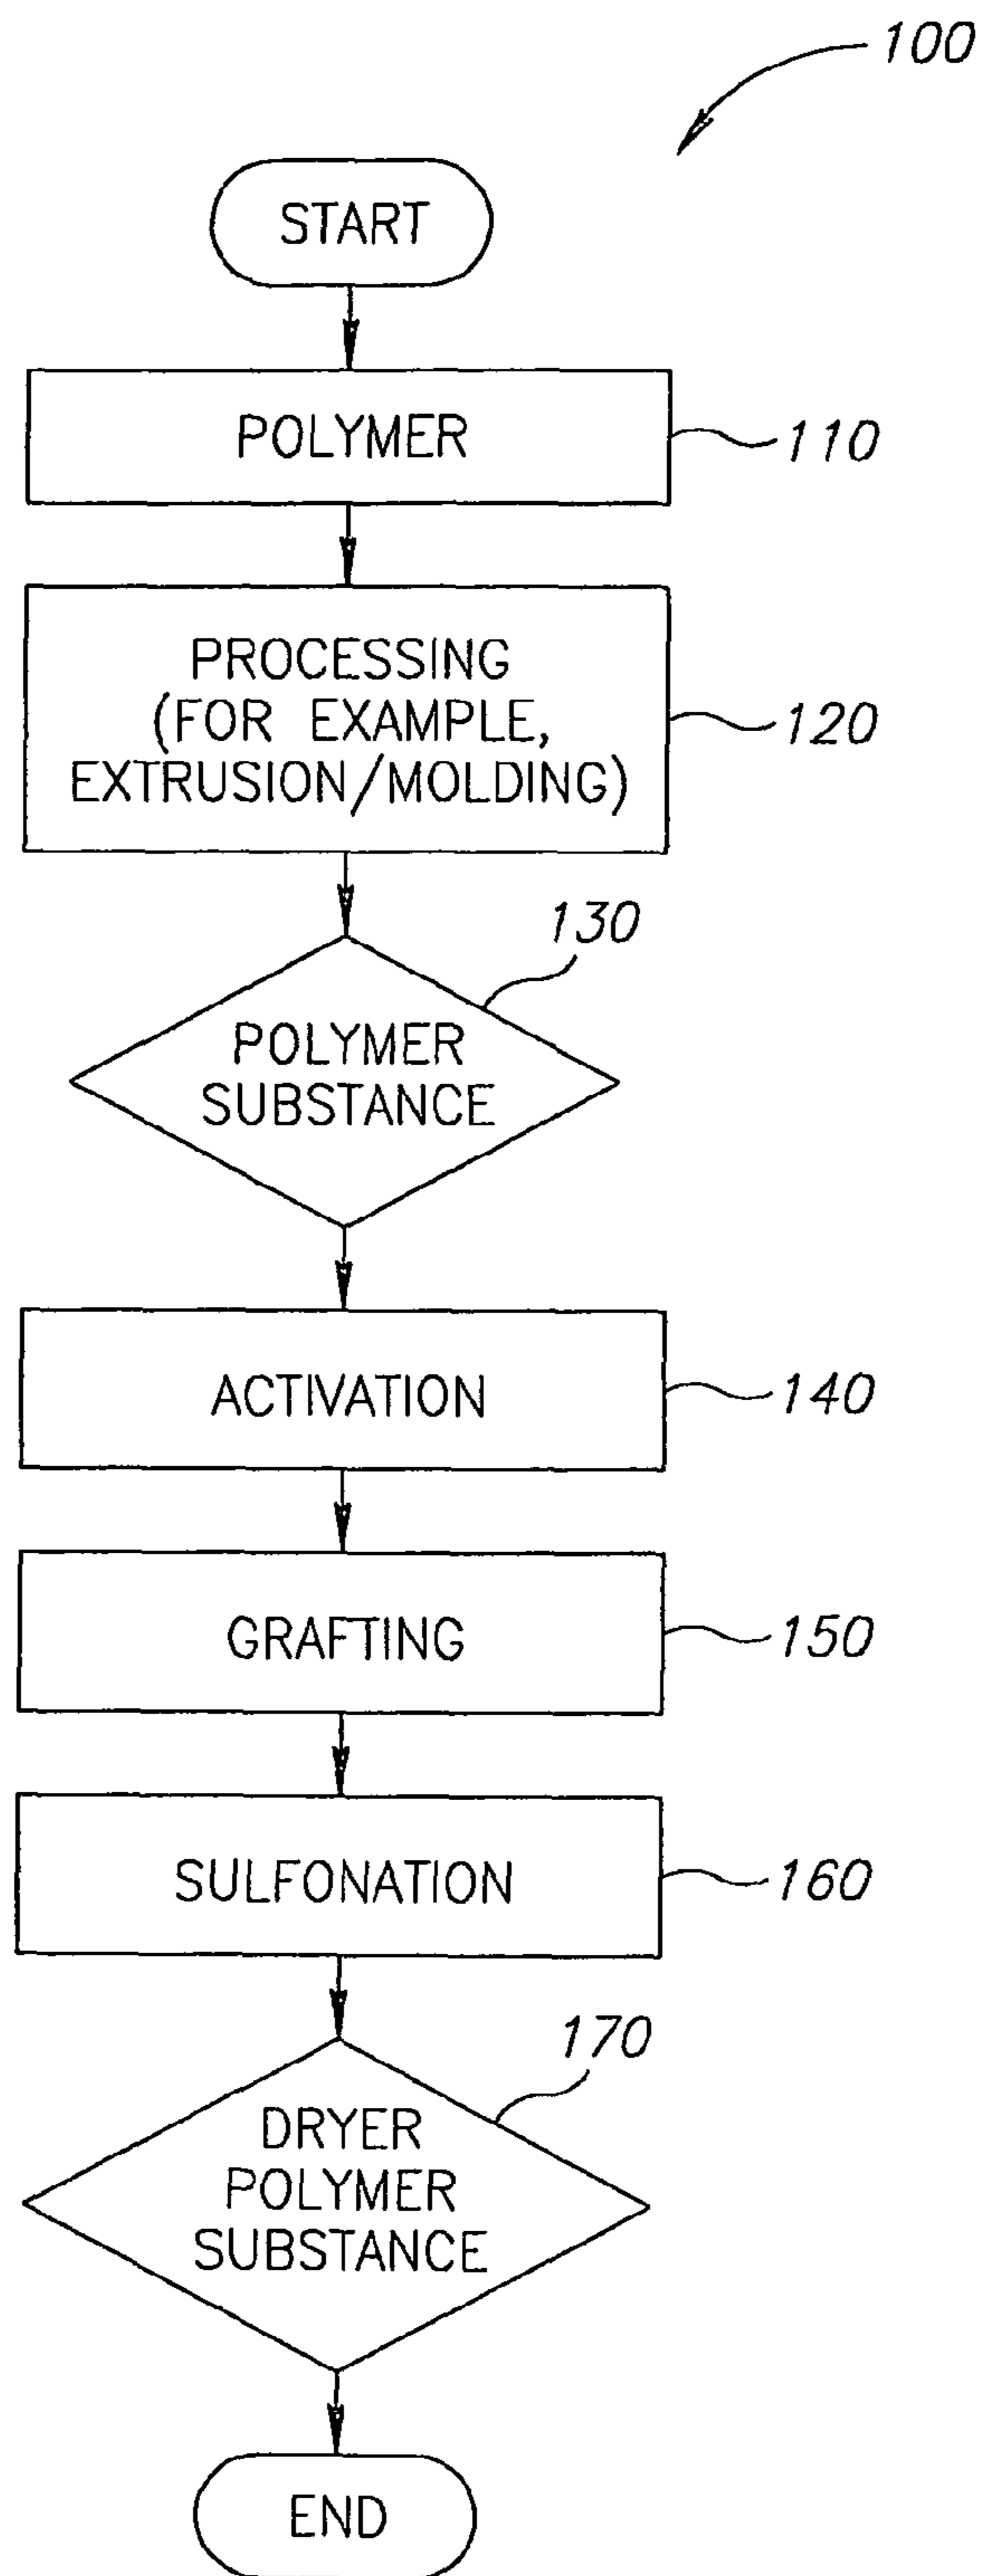 100
START
POLYMER
110
PROCESSING
(FOR EXAMPLE,
EXTRUSION/MOLDING)
120
130
POLYMER
SUBSTANCE
ACTIVATION
140
GRAFTING
150
SULFONATION
160
170
DRYER
POLYMER
SUBSTANCE
END